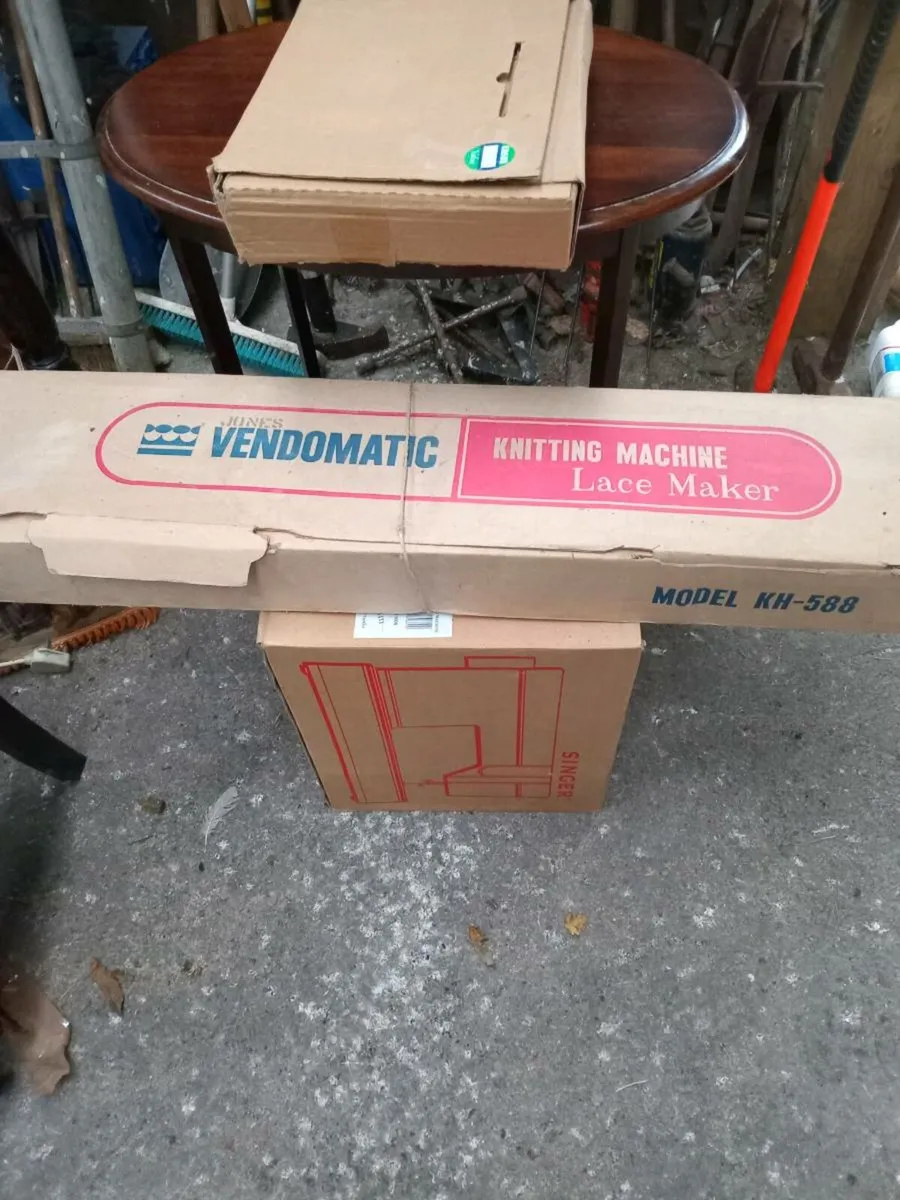 JONES
VENDOMATIC
KNITTING MACHINE
Lace Maker
MODEL KH-588
SINGER